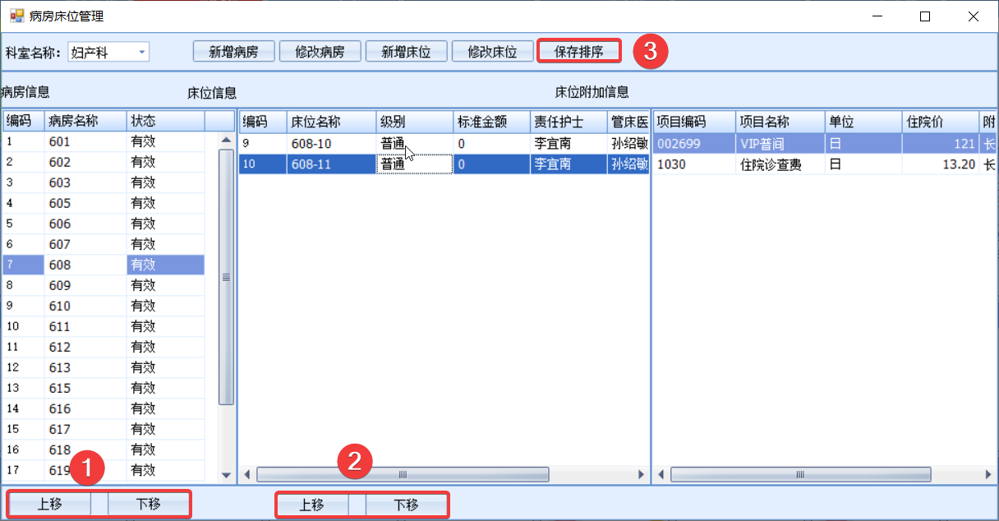 病房床位管理
科室名称： 妇产科 新增病房 修改病房 新增床位 修改床位 保存排序 3
病房信息 床位信息 床位附加信息
编码 病房名称 状态
1 601 有效
2 602 有效
3 603 有效
4 605 有效
5 606 有效
6 607 有效
7 608 有效
8 609 有效
9 610 有效
10 611 有效
11 612 有效
12 613 有效
13 615 有效
14 616 有效
15 617 有效
16 618 有效
17 619 有效
编码 床位名称 级别 标准金额 责任护士 管床医
9 608-10 普通 0 李宜南 孙绍敏
10 608-11 普通 0 李宜南 孙绍敏
项目编码 项目名称 单位 住院价 附
002699 VIP普间 日 121 长
1030 住院诊查费 日 13.20 长
1 2
上移 下移 上移 下移